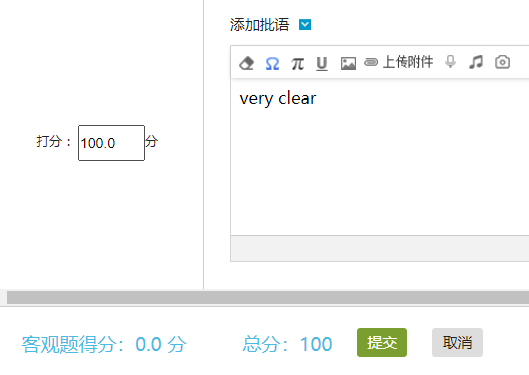 添加批语
Ω π U 上传附件
very clear
打分： 100.0 分
客观题得分：0.0 分 总分：100 提交 取消